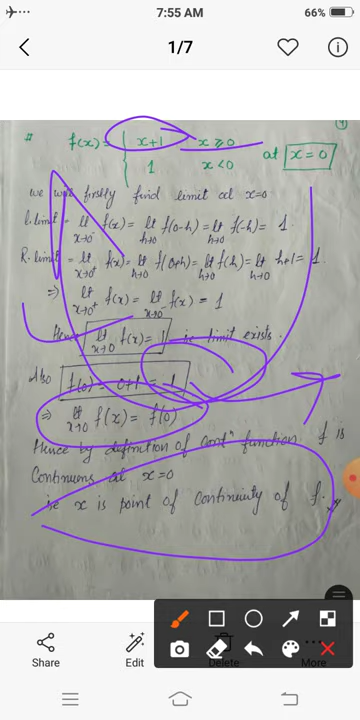 7:55 AM 66%
1/7
# f(x) = { x+1 x ≥ 0
1 x < 0 at x = 0
we will firstly find limit at x=0
L.limit = lt x→0⁻ f(x) = lt h→0 f(0-h) = lt h→0 f(-h) = 1.
R.limit = lt x→0⁺ f(x) = lt h→0 f(0+h) = lt h→0 f(h) = lt h→0 h+1 = 1.
⇒ lt x→0⁺ f(x) = lt x→0⁻ f(x) = 1
Hence lt x→0 f(x) = 1 ie limit exists.
Also f(0) = 0+1 = 1
⇒ lt x→0 f(x) = f(0)
Hence by definition of contⁿ function f is
Continuous at x=0
ie x is point of Continuity of f.
Share Edit Delete More